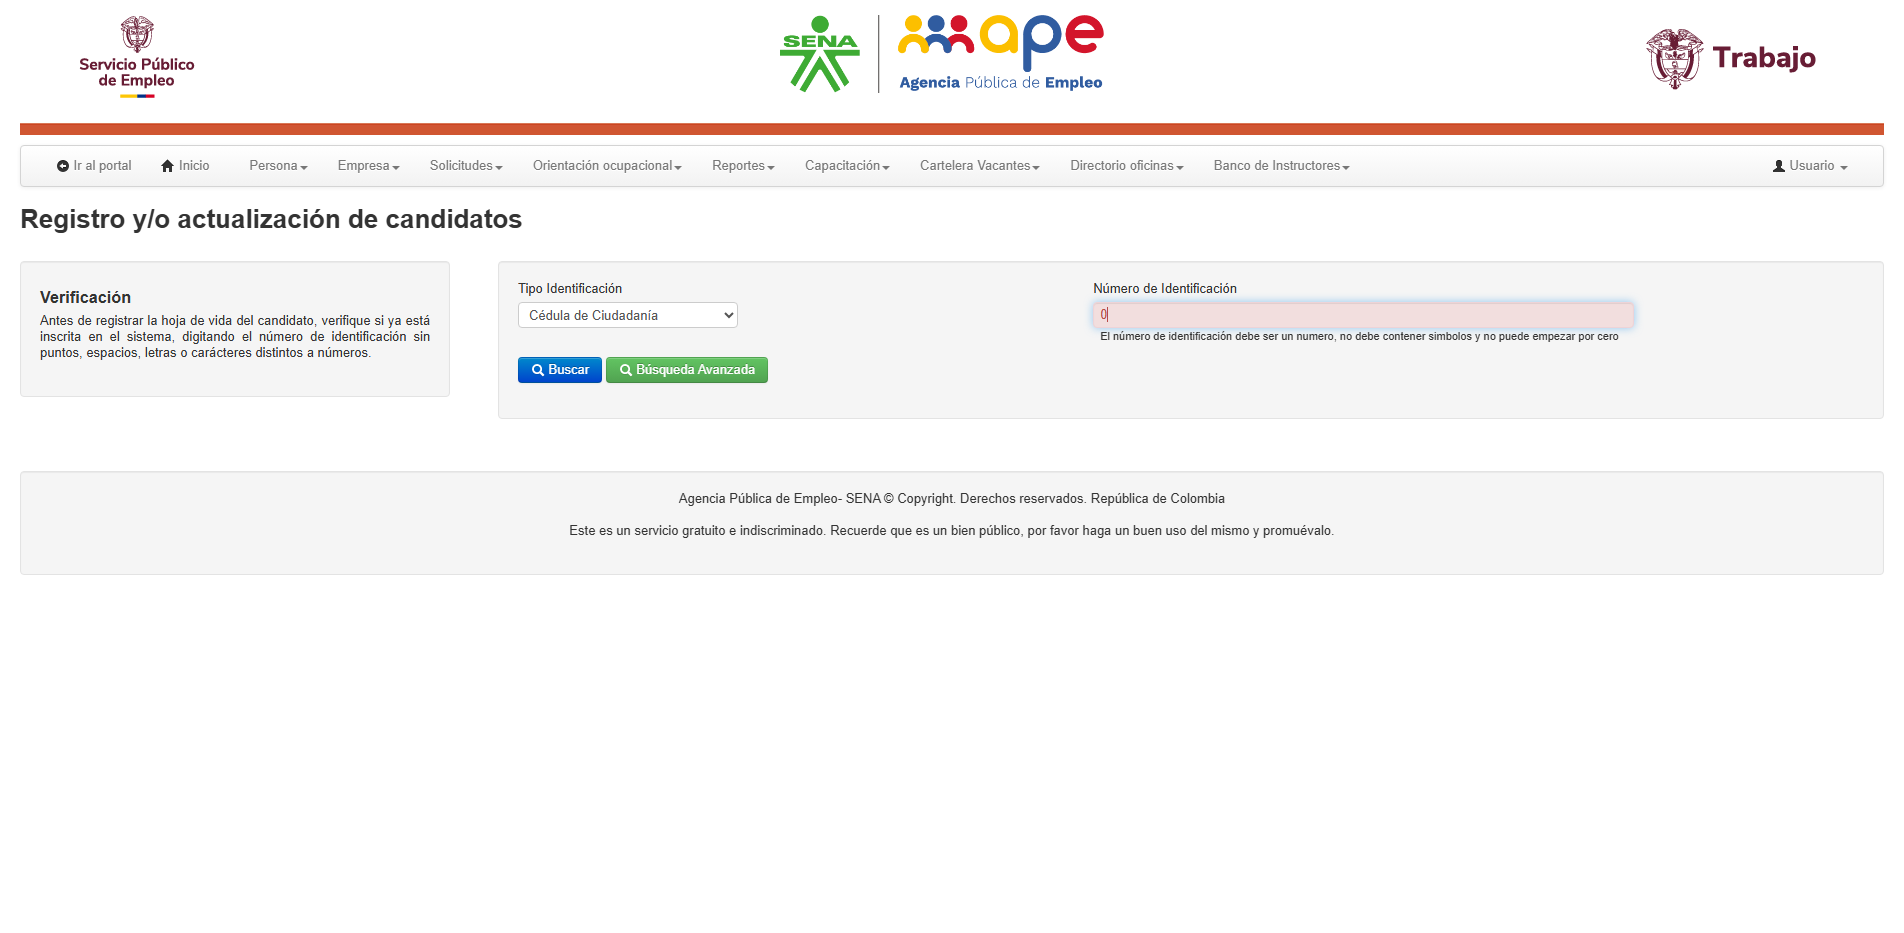 Servicio Público
de Empleo
SENA
ape
Agencia Pública de Empleo
Trabajo
Ir al portal Inicio Persona Empresa Solicitudes Orientación ocupacional Reportes Capacitación Cartelera Vacantes Directorio oficinas Banco de Instructores Usuario
Registro y/o actualización de candidatos
Verificación
Antes de registrar la hoja de vida del candidato, verifique si ya está
inscrita en el sistema, digitando el número de identificación sin
puntos, espacios, letras o carácteres distintos a números.
Tipo Identificación
Cédula de Ciudadanía
Número de Identificación
0
El número de identificación debe ser un numero, no debe contener simbolos y no puede empezar por cero
Buscar Búsqueda Avanzada
Agencia Pública de Empleo- SENA © Copyright. Derechos reservados. República de Colombia
Este es un servicio gratuito e indiscriminado. Recuerde que es un bien público, por favor haga un buen uso del mismo y promuévalo.